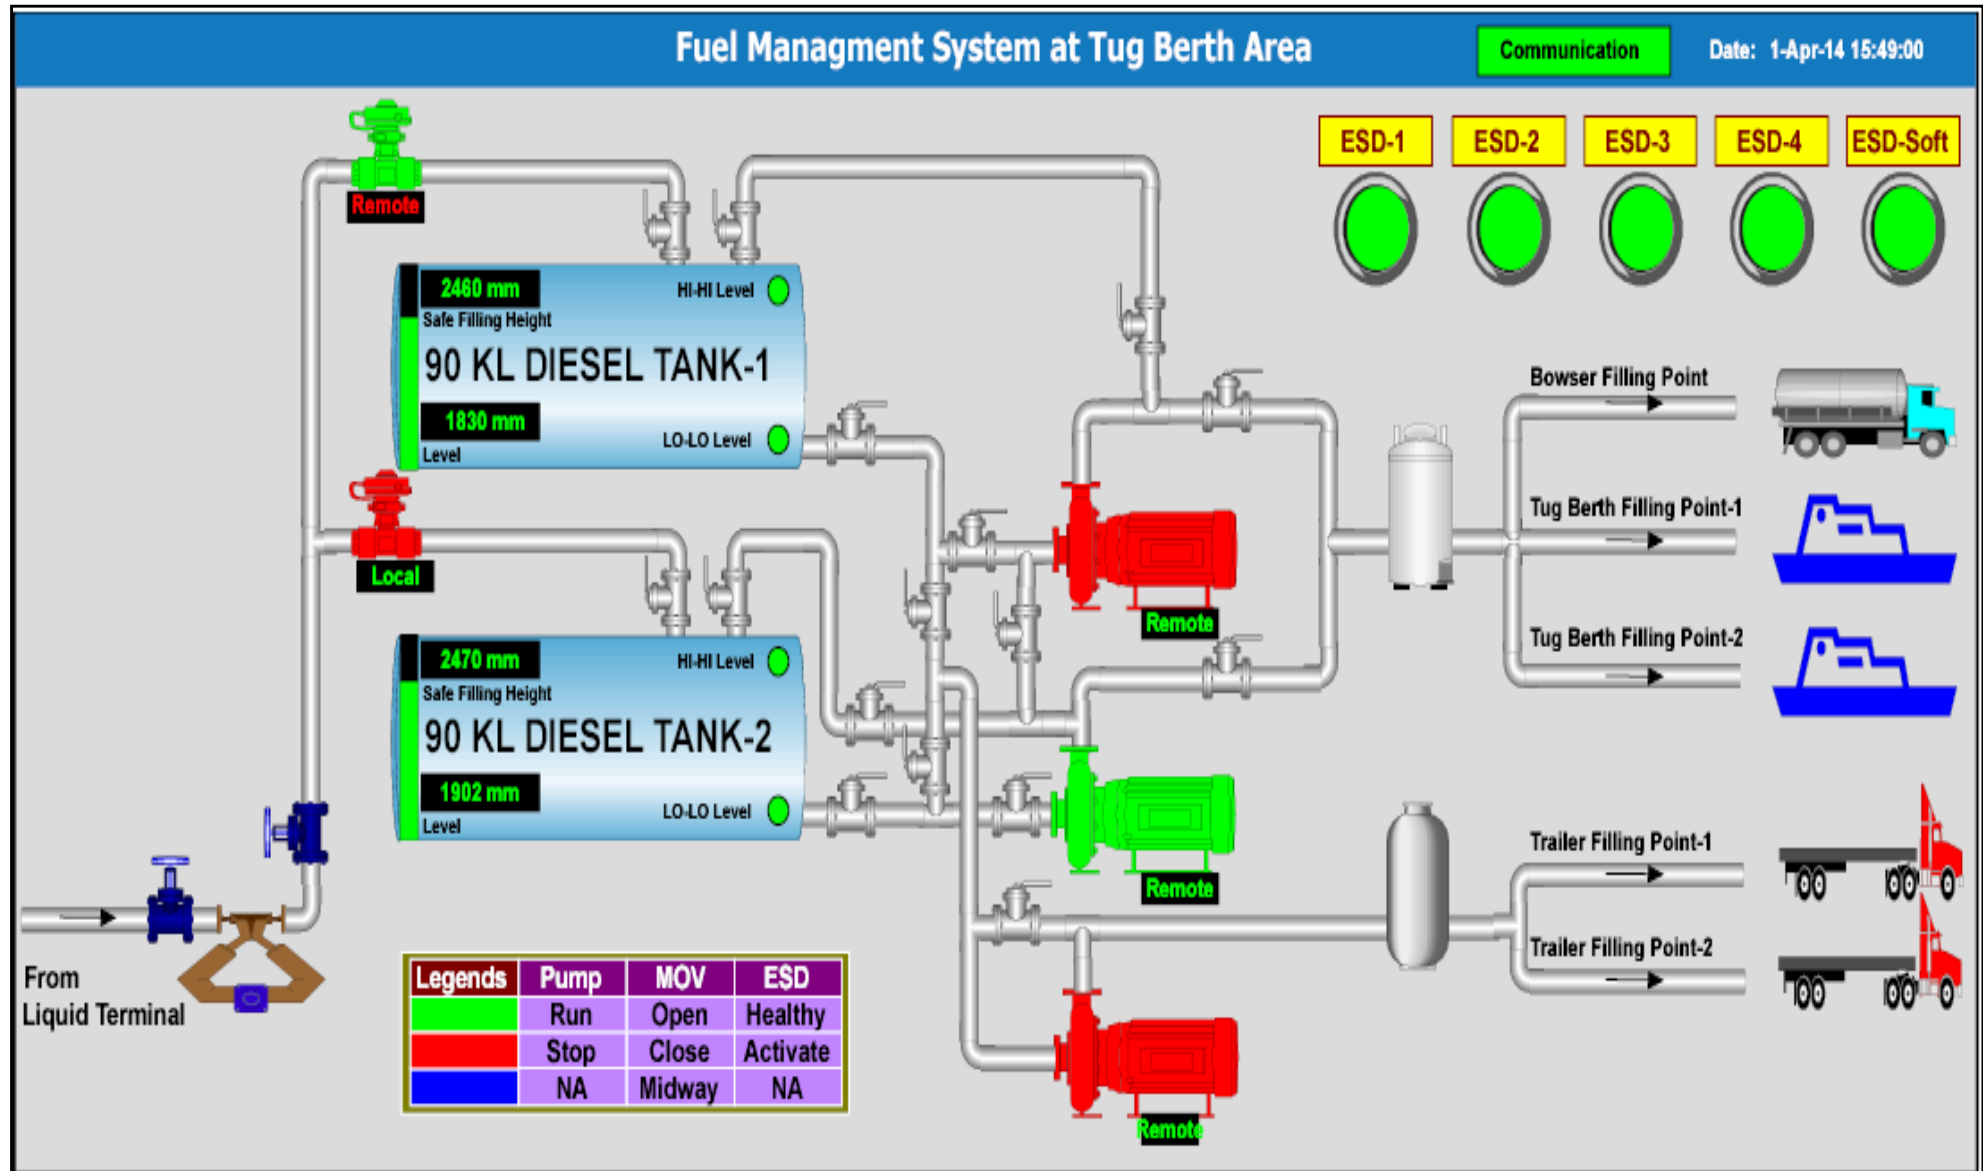 Fuel Managment System at Tug Berth Area
Communication
Date: 1-Apr-14 15:49:00
ESD-1
ESD-2
ESD-3
ESD-4
ESD-Soft
Remote
2460 mm
HI-HI Level
Safe Filling Height
90 KL DIESEL TANK-1
1830 mm
LO-LO Level
Level
Local
2470 mm
HI-HI Level
Safe Filling Height
90 KL DIESEL TANK-2
1902 mm
LO-LO Level
Level
Remote
Remote
Remote
Bowser Filling Point
Tug Berth Filling Point-1
Tug Berth Filling Point-2
Trailer Filling Point-1
Trailer Filling Point-2
From
Liquid Terminal
Legends Pump MOV ESD
Run Open Healthy
Stop Close Activate
NA Midway NA